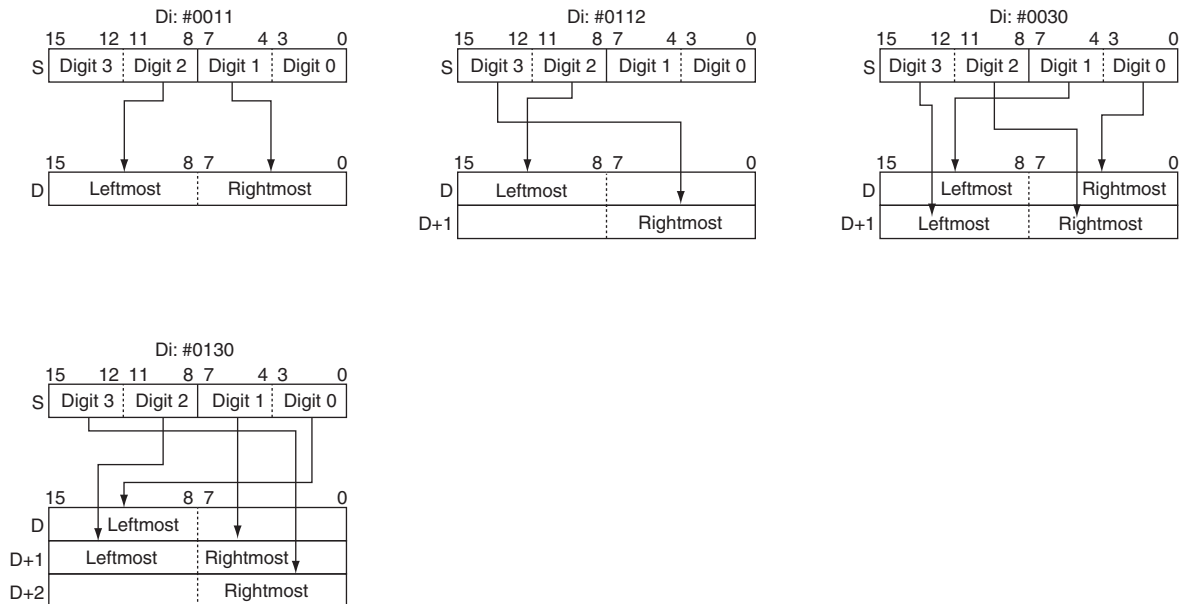 Di: #0011
15 12 11 8 7 4 3 0
S Digit 3 Digit 2 Digit 1 Digit 0
15 8 7 0
D Leftmost Rightmost
Di: #0112
15 12 11 8 7 4 3 0
S Digit 3 Digit 2 Digit 1 Digit 0
15 8 7 0
D Leftmost
D+1 Rightmost
Di: #0030
15 12 11 8 7 4 3 0
S Digit 3 Digit 2 Digit 1 Digit 0
15 8 7 0
D Leftmost Rightmost
D+1 Leftmost Rightmost
Di: #0130
15 12 11 8 7 4 3 0
S Digit 3 Digit 2 Digit 1 Digit 0
15 8 7 0
D Leftmost
D+1 Leftmost Rightmost
D+2 Rightmost